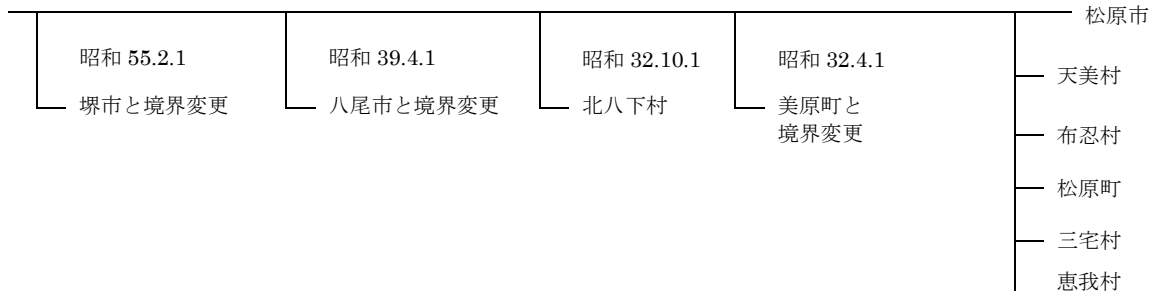 松原市
昭和 55.2.1
堺市と境界変更
昭和 39.4.1
八尾市と境界変更
昭和 32.10.1
北八下村
昭和 32.4.1
美原町と
境界変更
天美村
布忍村
松原町
三宅村
恵我村